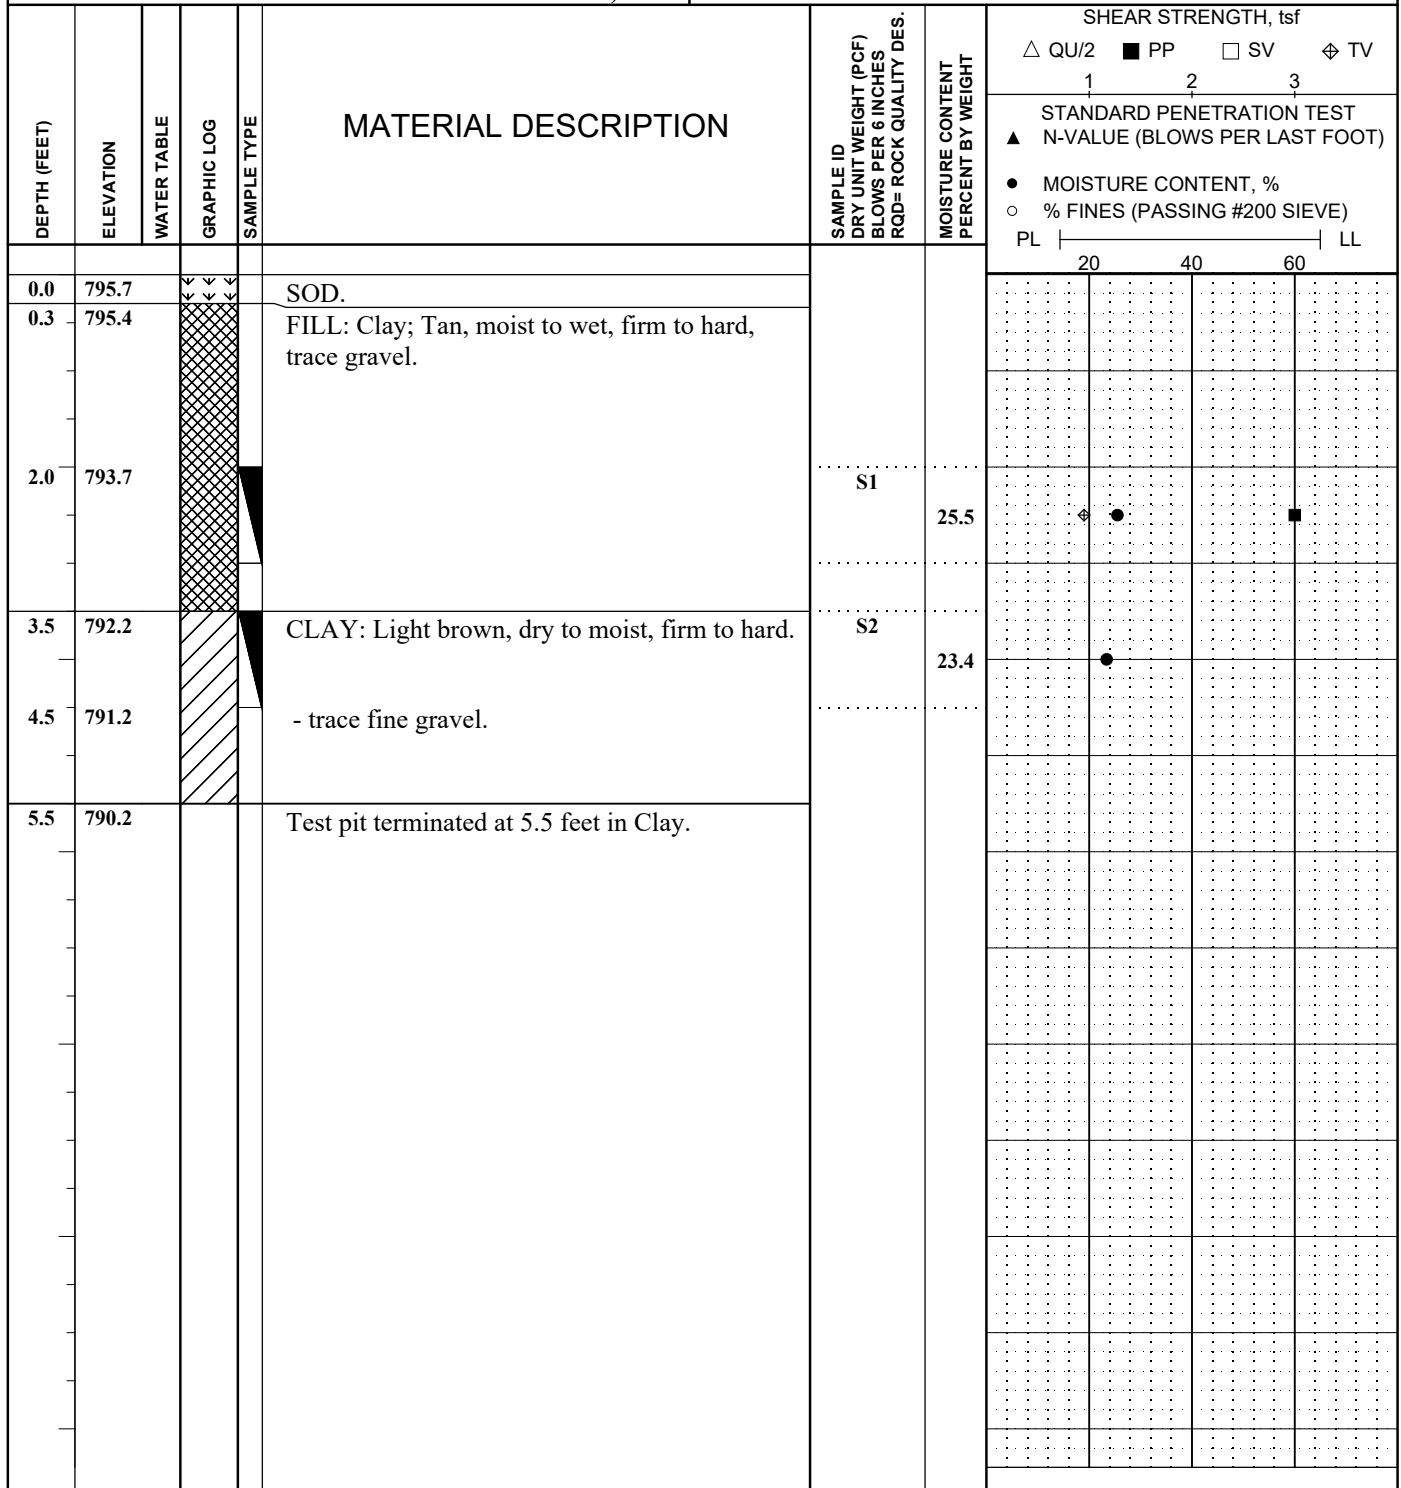 DEPTH (FEET)
ELEVATION
WATER TABLE
GRAPHIC LOG
SAMPLE TYPE
MATERIAL DESCRIPTION
SAMPLE ID
DRY UNIT WEIGHT (PCF)
BLOWS PER 6 INCHES
RQD= ROCK QUALITY DES.
MOISTURE CONTENT
PERCENT BY WEIGHT
SHEAR STRENGTH, tsf
QU/2 PP SV TV
1 2 3
STANDARD PENETRATION TEST
N-VALUE (BLOWS PER LAST FOOT)
MOISTURE CONTENT, %
% FINES (PASSING #200 SIEVE)
PL LL
20 40 60
0.0 795.7 SOD.
0.3 795.4 FILL: Clay; Tan, moist to wet, firm to hard,
trace gravel.
2.0 793.7 S1
25.5
3.5 792.2 CLAY: Light brown, dry to moist, firm to hard. S2
23.4
4.5 791.2 - trace fine gravel.
5.5 790.2 Test pit terminated at 5.5 feet in Clay.